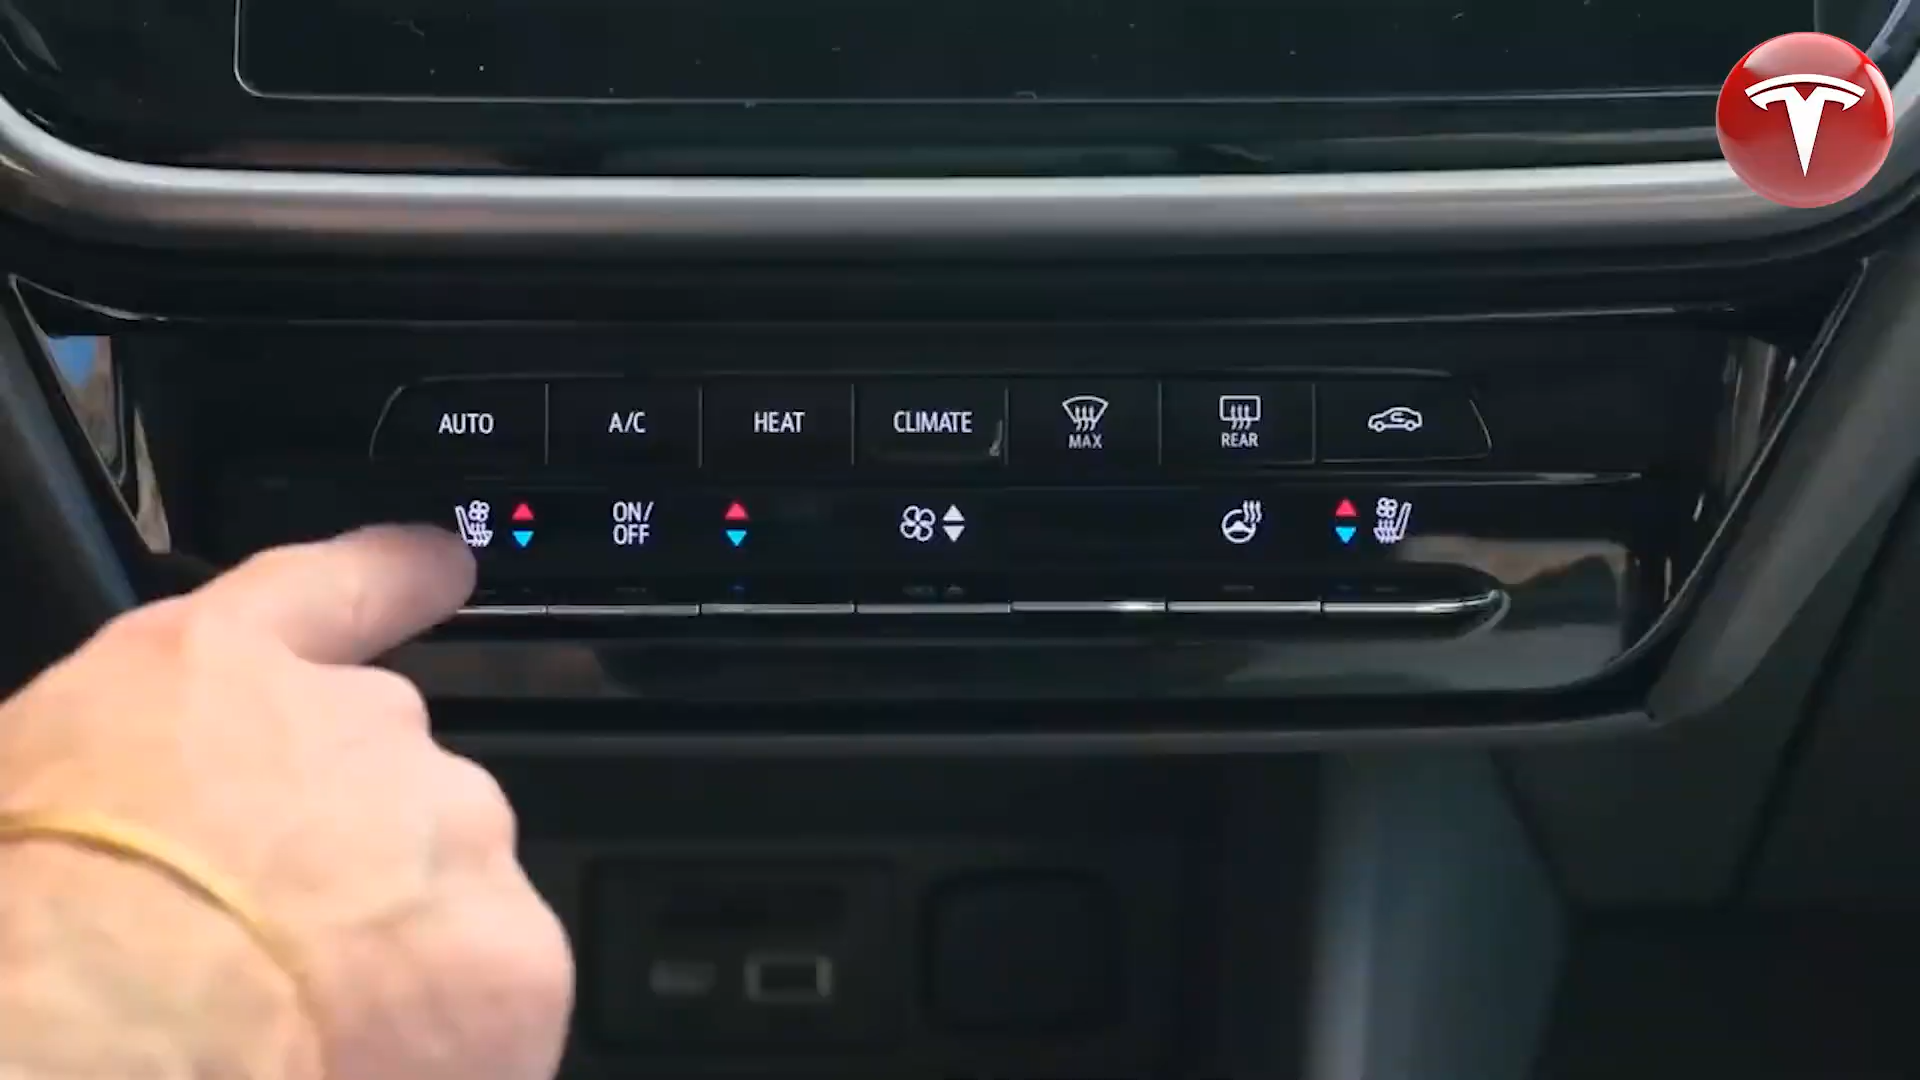 AUTO
A/C
HEAT
CLIMATE
MAX
REAR
ON/
OFF